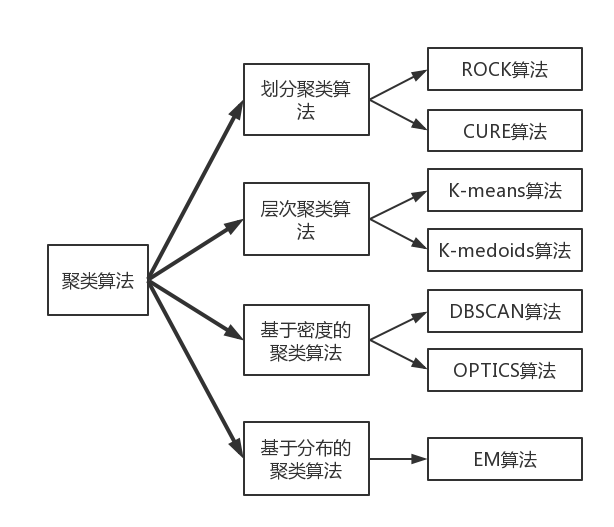 聚类算法
划分聚类算
法
ROCK算法
CURE算法
层次聚类算
法
K-means算法
K-medoids算法
基于密度的
聚类算法
DBSCAN算法
OPTICS算法
基于分布的
聚类算法
EM算法